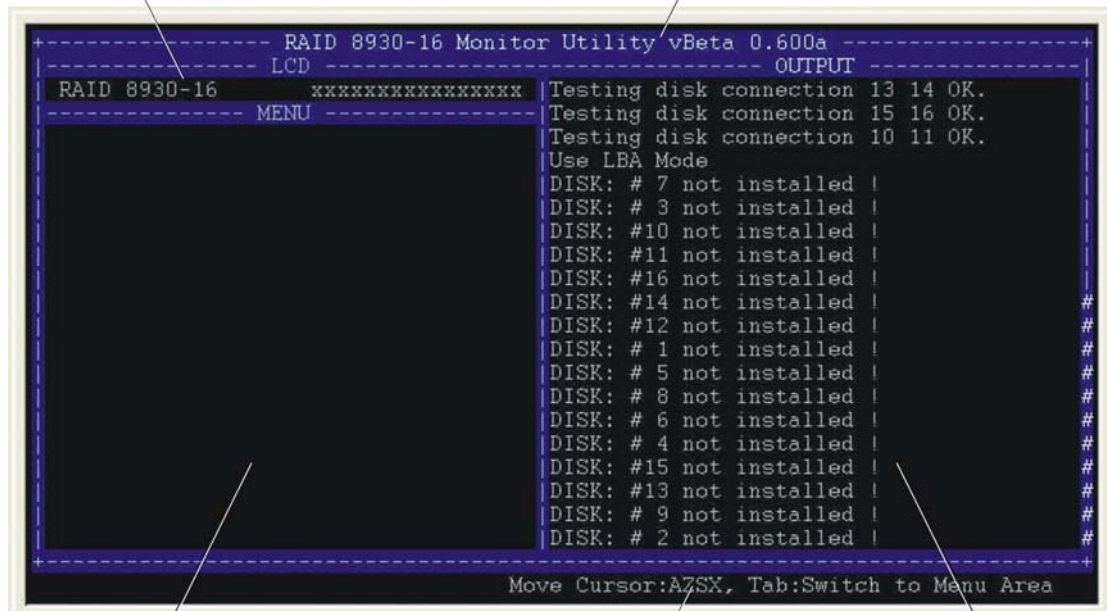 +------------------- RAID 8930-16 Monitor Utility vBeta 0.600a --------------------+
|----------------- LCD ---------------------------------- OUTPUT -----------------|
RAID 8930-16 xxxxxxxxxxxxxxxx |Testing disk connection 13 14 OK.
|---------------- MENU -----------------|Testing disk connection 15 16 OK.
|Testing disk connection 10 11 OK.
|Use LBA Mode
|DISK: # 7 not installed !
|DISK: # 3 not installed !
|DISK: #10 not installed !
|DISK: #11 not installed !
|DISK: #16 not installed !
|DISK: #14 not installed ! #
|DISK: #12 not installed ! #
|DISK: # 1 not installed ! #
|DISK: # 5 not installed ! #
|DISK: # 8 not installed ! #
|DISK: # 6 not installed ! #
|DISK: # 4 not installed ! #
|DISK: #15 not installed ! #
|DISK: #13 not installed ! #
|DISK: # 9 not installed ! #
|DISK: # 2 not installed ! #
Move Cursor:AZSX, Tab:Switch to Menu Area